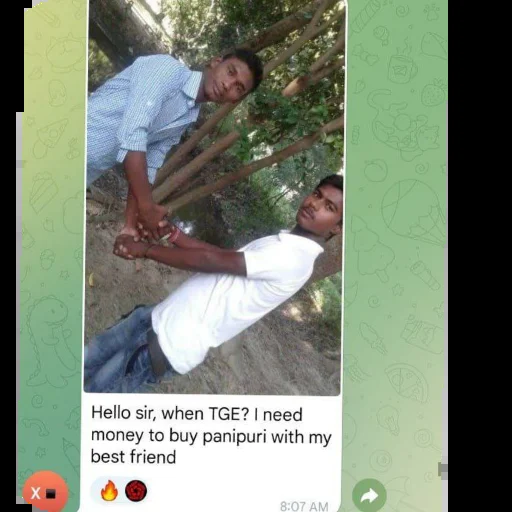 Hello sir, when TGE? I need
money to buy panipuri with my
best friend
8:07 AM
X